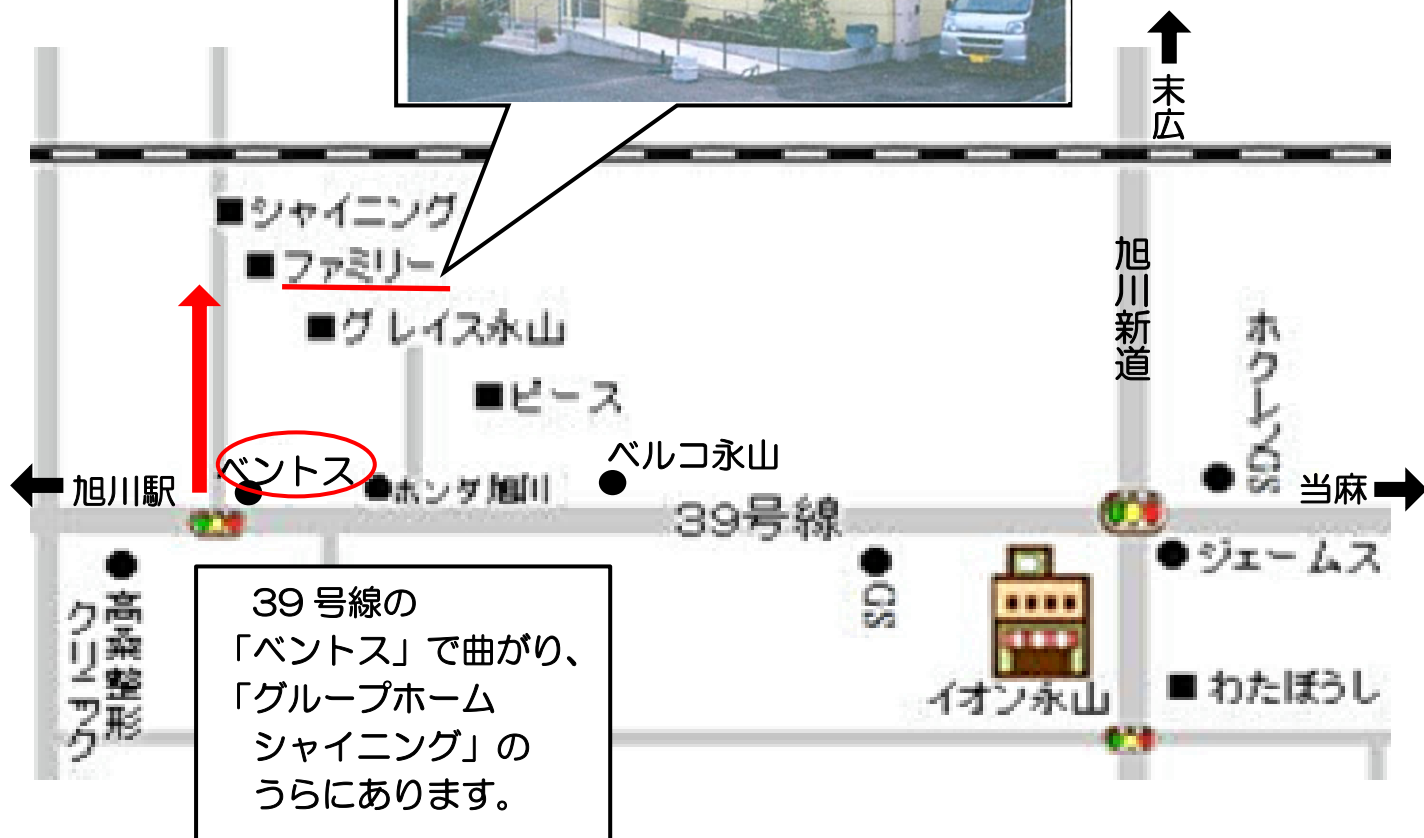 末広
シャイニング
ファミリー
グレイス永山
ピース
旭川新道
ホクレンGS
ベルコ永山
ベントス
ホンダ旭川
旭川駅
当麻
39号線
ジェームス
GS
高桑整形
クリニック
イオン永山
わたぼうし
39号線の
「ベントス」で曲がり、
「グループホーム
シャイニング」の
うらにあります。